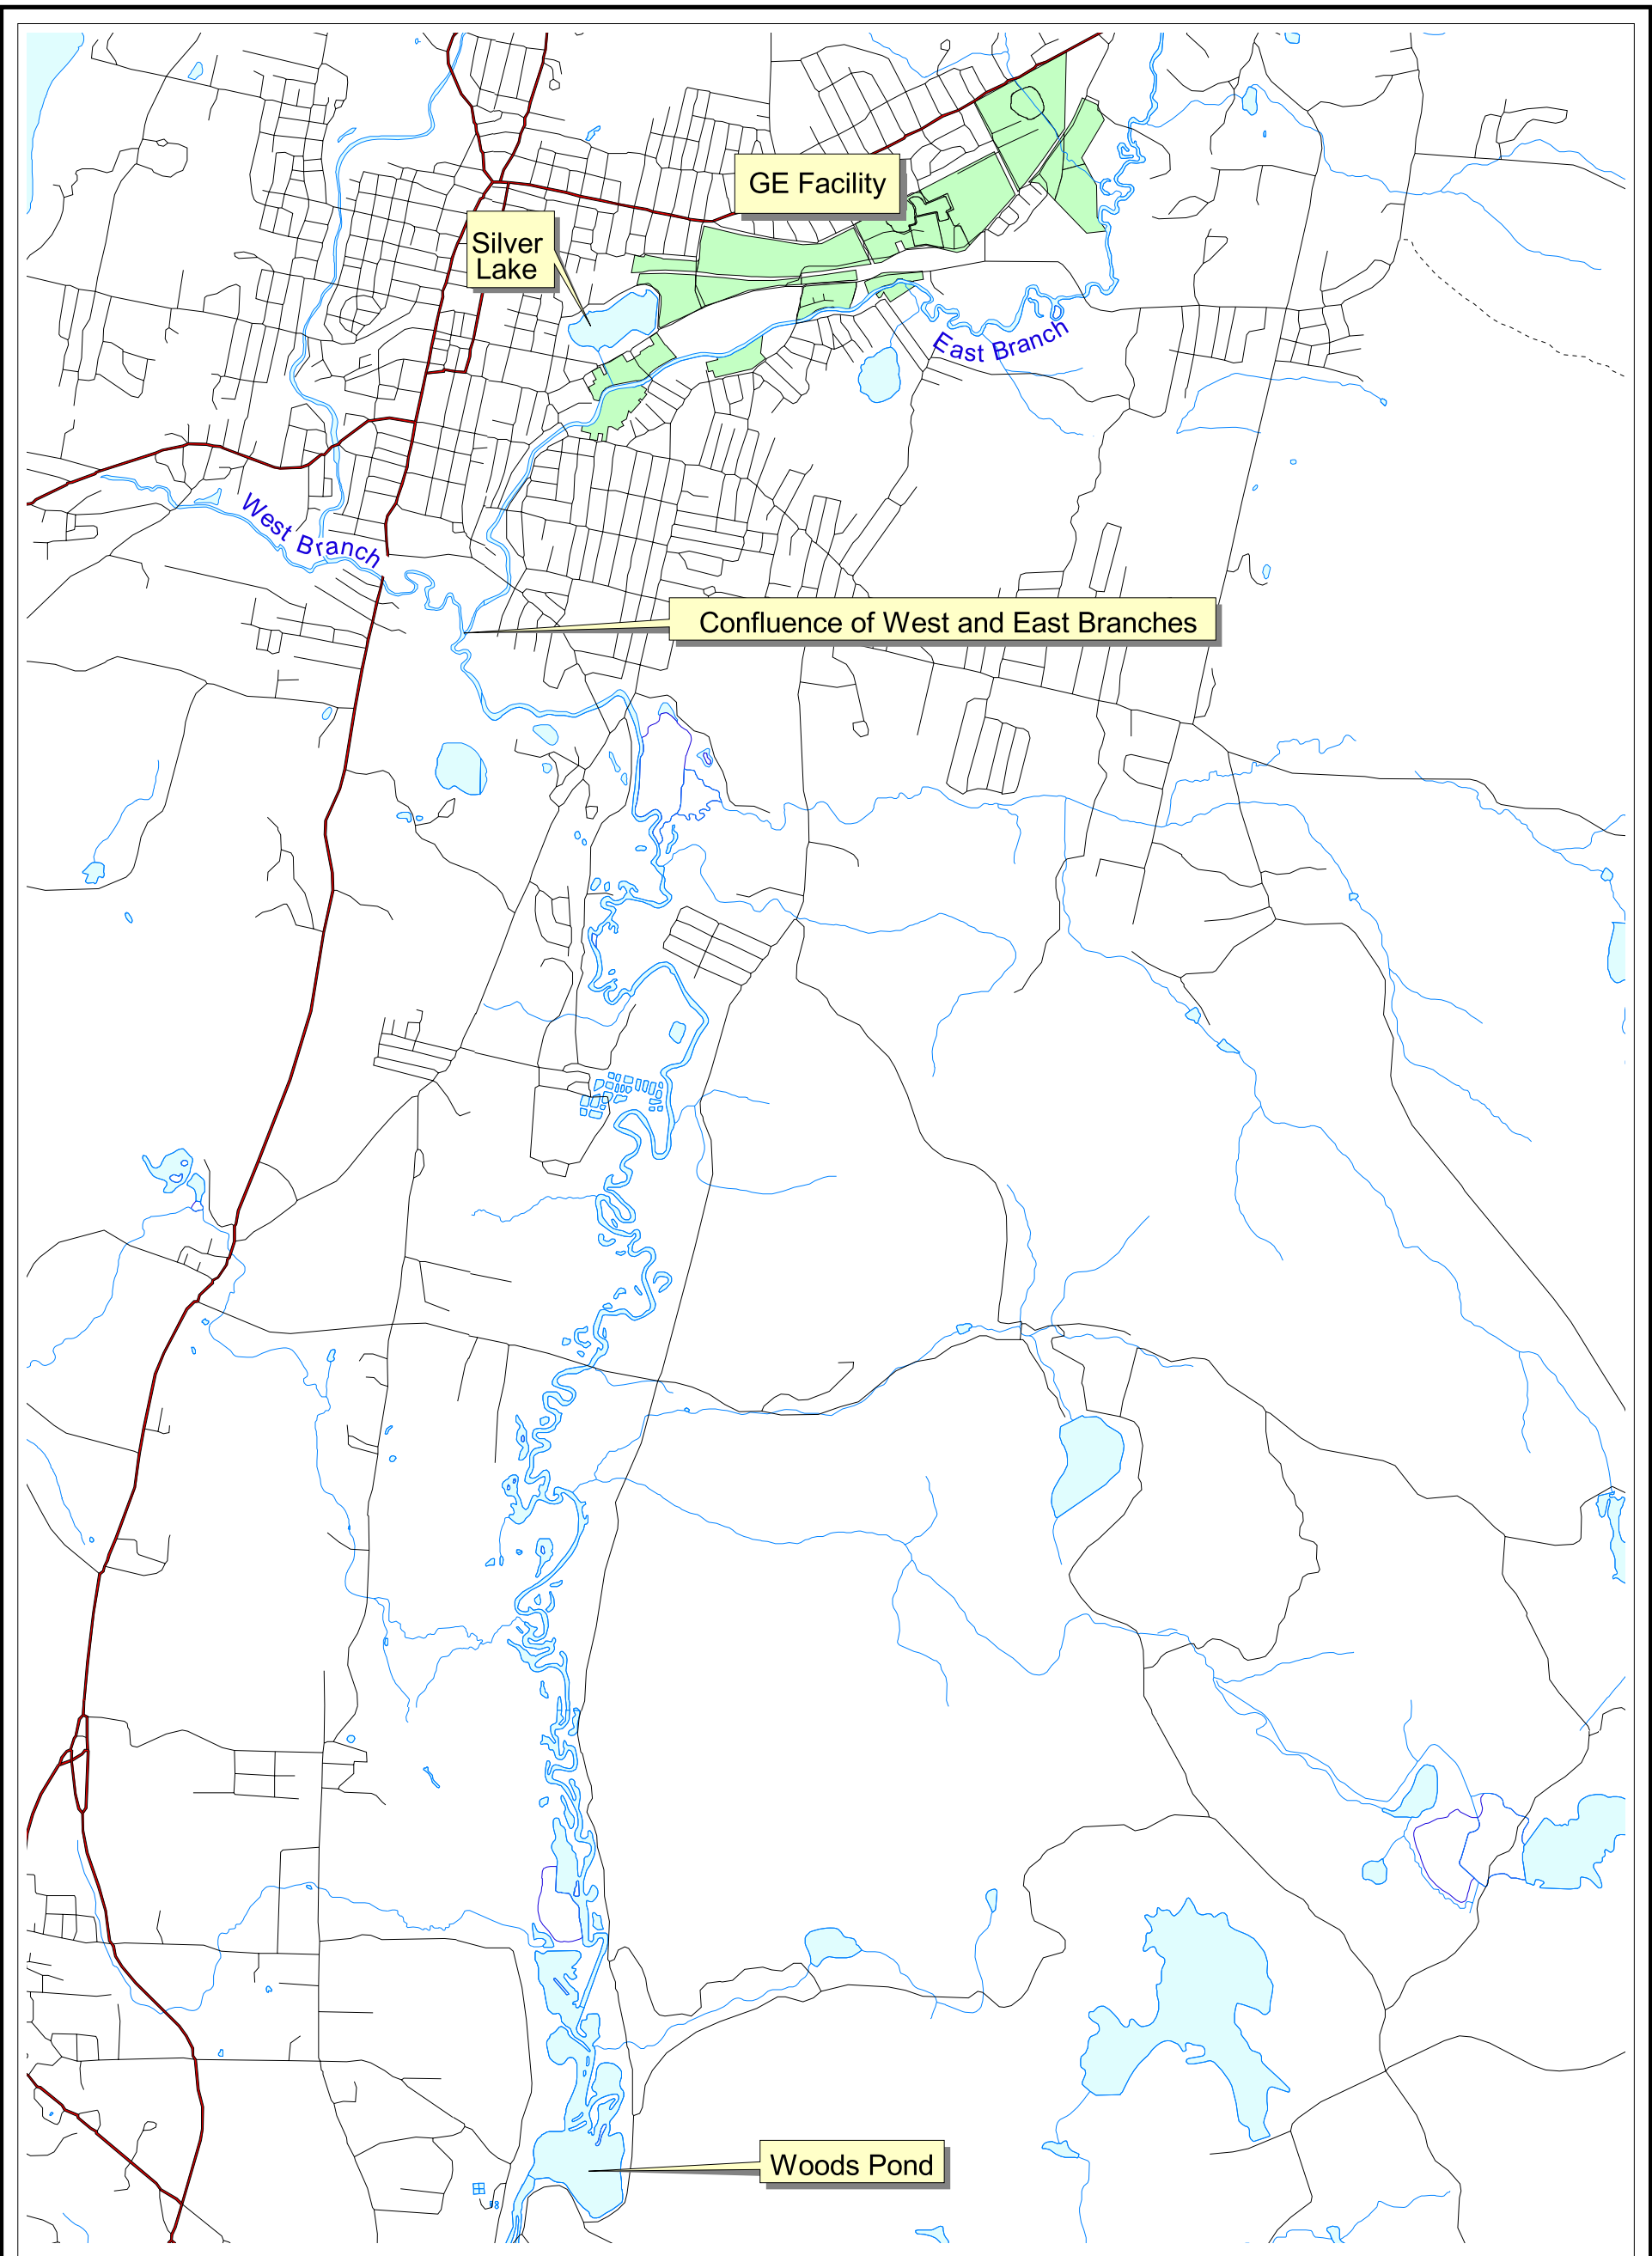 GE Facility
Silver
Lake
East Branch
West Branch
Confluence of West and East Branches
Woods Pond